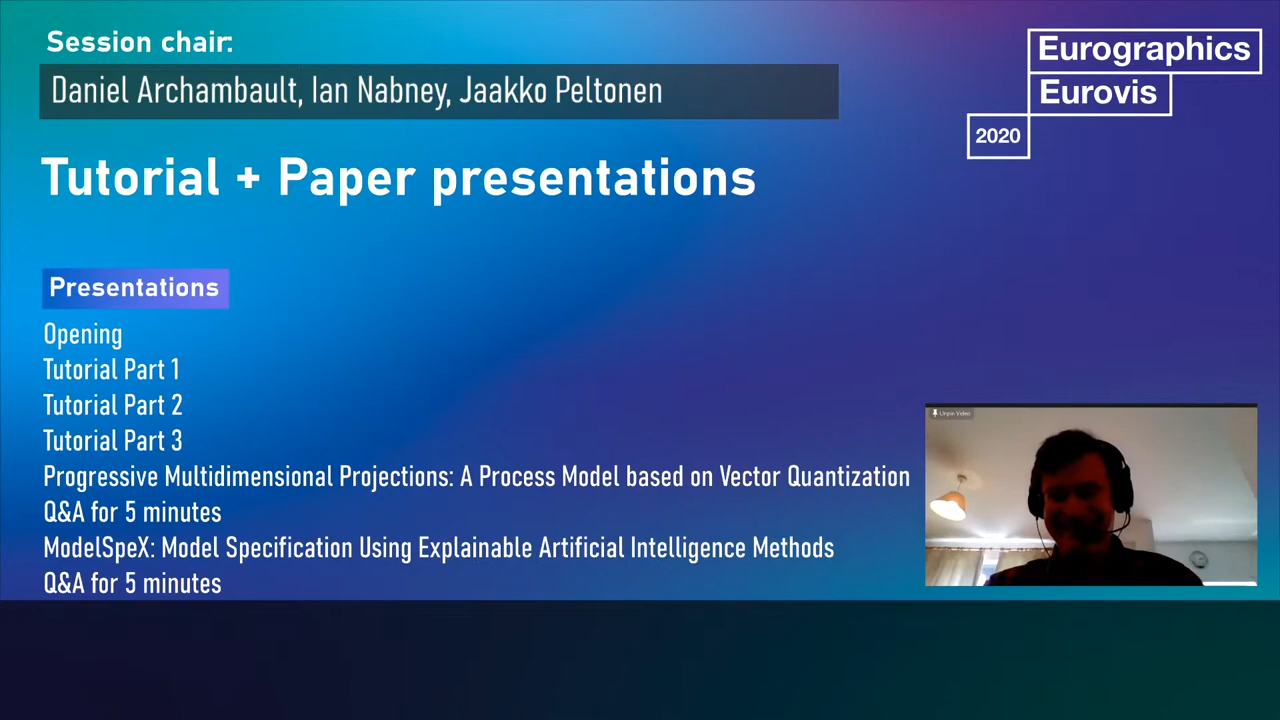 Session chair:
Daniel Archambault, Ian Nabney, Jaakko Peltonen
Eurographics
Eurovis
2020
Tutorial + Paper presentations
Presentations
Opening
Tutorial Part 1
Tutorial Part 2
Tutorial Part 3
Progressive Multidimensional Projections: A Process Model based on Vector Quantization
Q&A for 5 minutes
ModelSpeX: Model Specification Using Explainable Artificial Intelligence Methods
Q&A for 5 minutes
Unpin Video